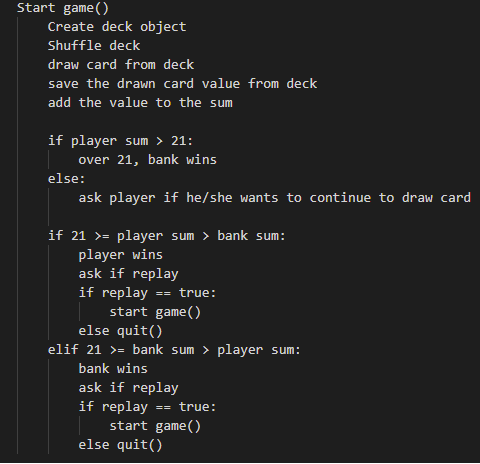 Start game()
Create deck object
Shuffle deck
draw card from deck
save the drawn card value from deck
add the value to the sum
if player sum > 21:
over 21, bank wins
else:
ask player if he/she wants to continue to draw card
if 21 >= player sum > bank sum:
player wins
ask if replay
if replay == true:
start game()
else quit()
elif 21 >= bank sum > player sum:
bank wins
ask if replay
if replay == true:
start game()
else quit()